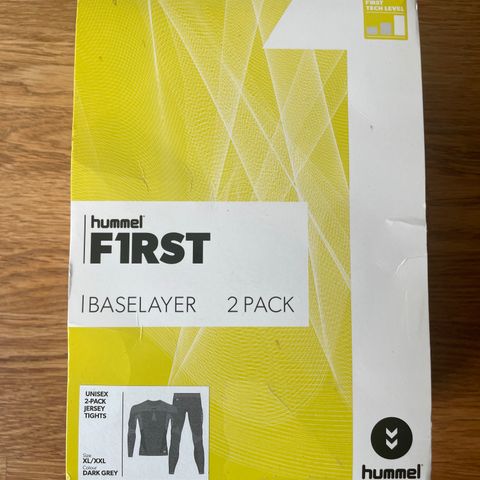 FIRST
TECH LEVEL
hummel
F1RST
BASELAYER 2 PACK
UNISEX
2-PACK
JERSEY
TIGHTS
Size
XL/XXL
Colour
DARK GREY
hummel